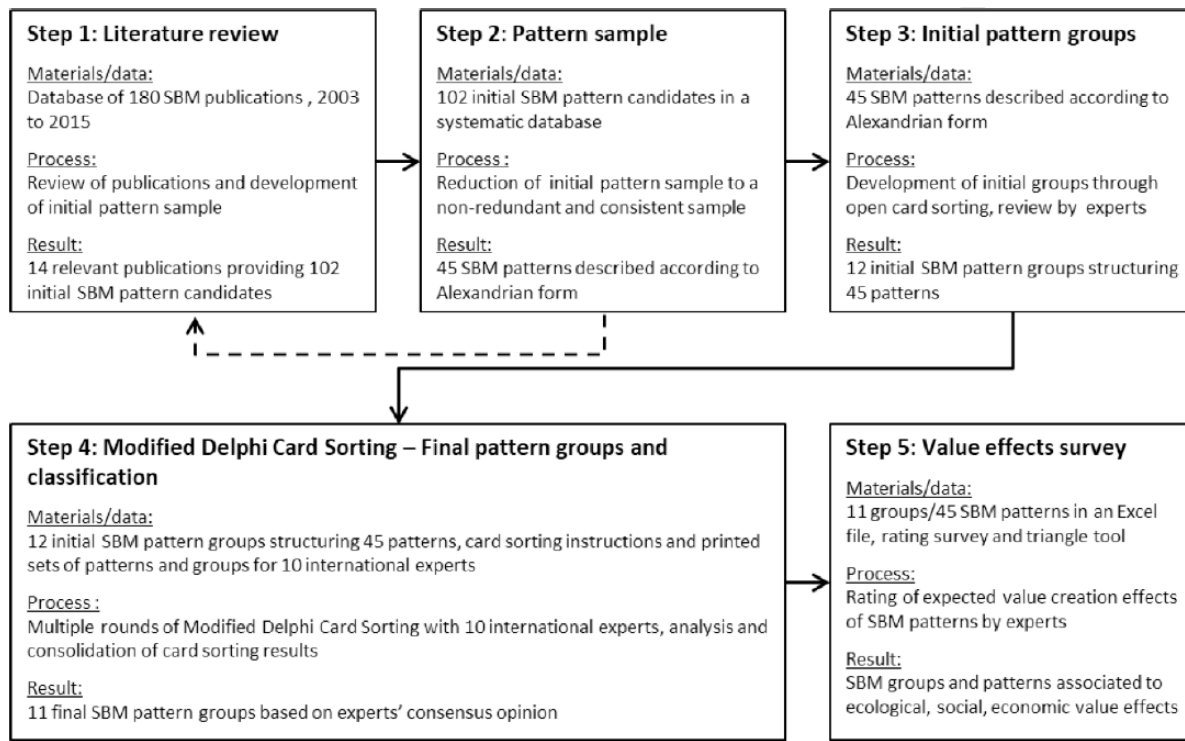 Step 1: Literature review
Materials/data:
Database of 180 SBM publications , 2003
to 2015
Process:
Review of publications and development
of initial pattern sample
Result:
14 relevant publications providing 102
initial SBM pattern candidates
Step 2: Pattern sample
Materials/data:
102 initial SBM pattern candidates in a
systematic database
Process :
Reduction of initial pattern sample to a
non-redundant and consistent sample
Result:
45 SBM patterns described according to
Alexandrian form
Step 3: Initial pattern groups
Materials/data:
45 SBM patterns described according to
Alexandrian form
Process:
Development of initial groups through
open card sorting, review by experts
Result:
12 initial SBM pattern groups structuring
45 patterns
Step 4: Modified Delphi Card Sorting – Final pattern groups and
classification
Materials/data:
12 initial SBM pattern groups structuring 45 patterns, card sorting instructions and printed
sets of patterns and groups for 10 international experts
Process :
Multiple rounds of Modified Delphi Card Sorting with 10 international experts, analysis and
consolidation of card sorting results
Result:
11 final SBM pattern groups based on experts’ consensus opinion
Step 5: Value effects survey
Materials/data:
11 groups/45 SBM patterns in an Excel
file, rating survey and triangle tool
Process:
Rating of expected value creation effects
of SBM patterns by experts
Result:
SBM groups and patterns associated to
ecological, social, economic value effects